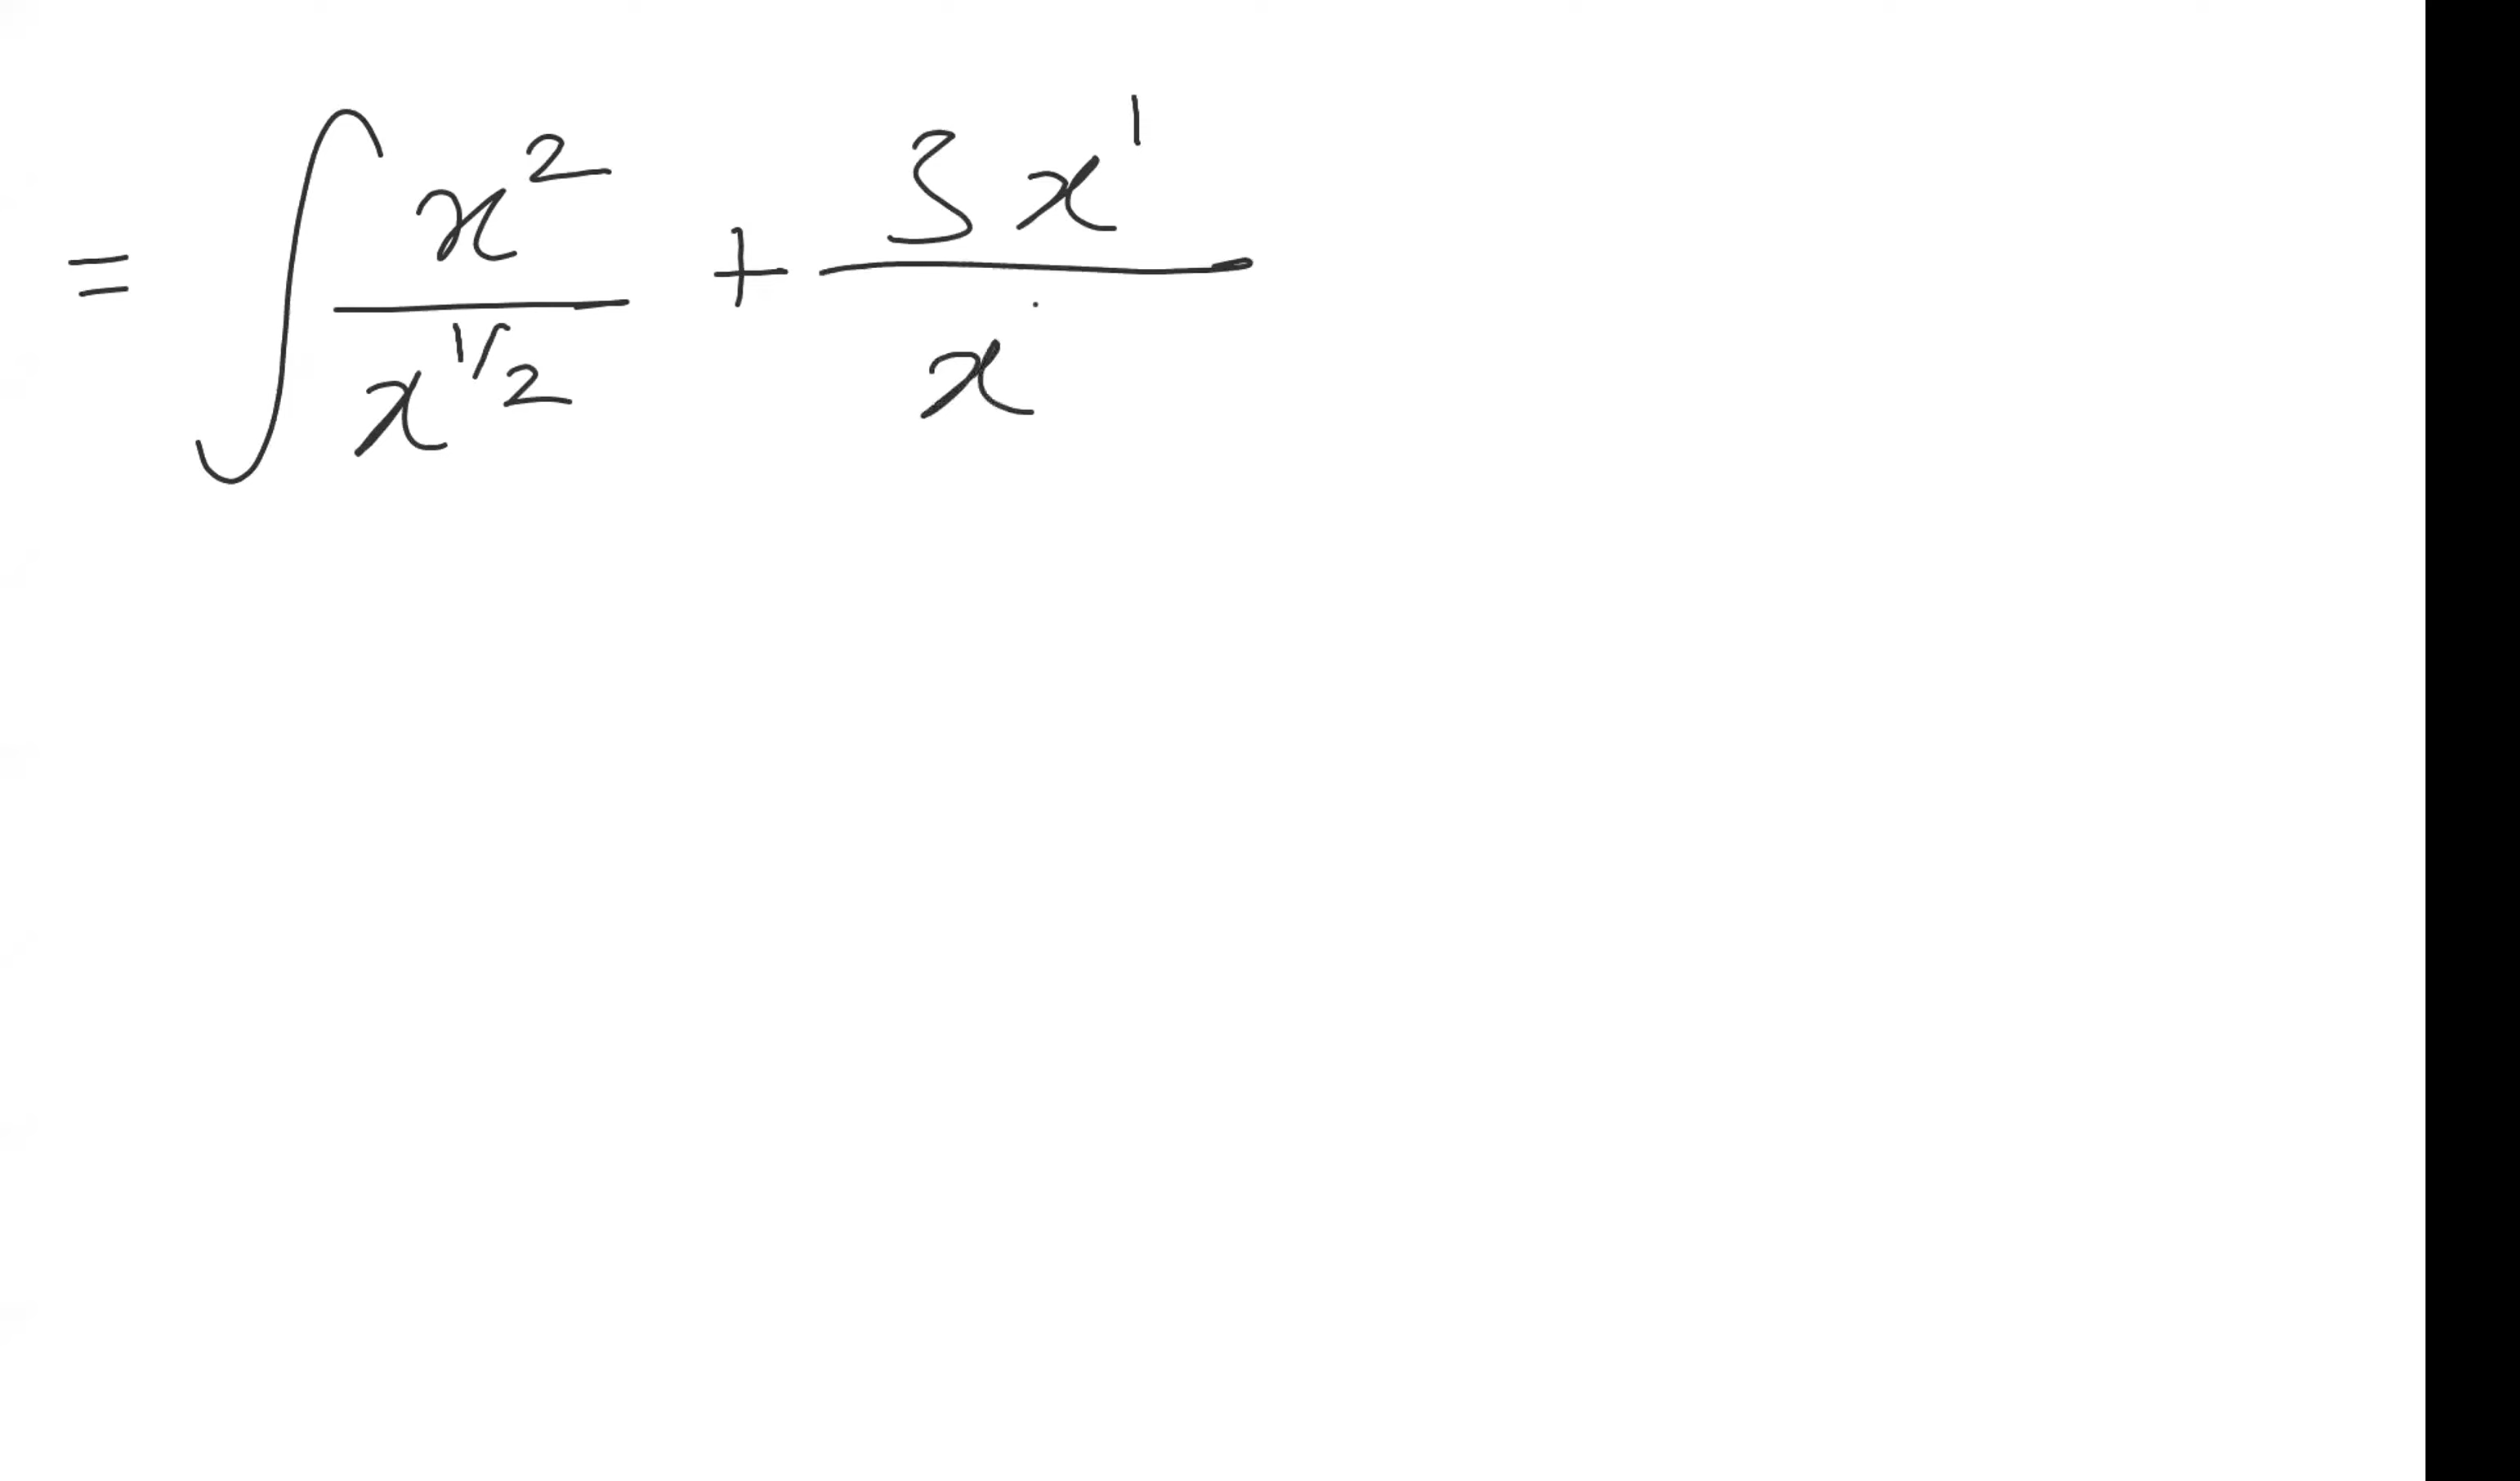 = ∫ x²/x^(1/2) + 3x¹/x